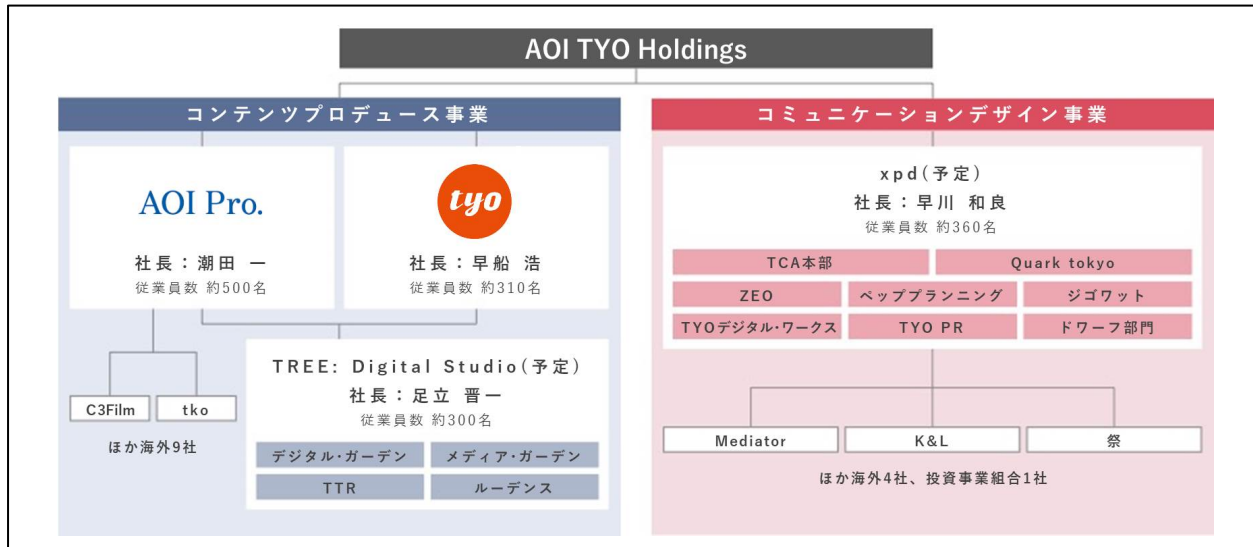 AOI TYO Holdings
コンテンツプロデュース事業
AOI Pro.
社長：潮田 一
従業員数 約500名
tyo
社長：早船 浩
従業員数 約310名
C3Film
tko
ほか海外9社
TREE: Digital Studio(予定)
社長：足立 晋一
従業員数 約300名
デジタル・ガーデン
メディア・ガーデン
TTR
ルーデンス
コミュニケーションデザイン事業
xpd(予定)
社長：早川 和良
従業員数 約360名
TCA本部
Quark tokyo
ZEO
ペッププランニング
ジゴワット
TYOデジタル・ワークス
TYO PR
ドワーフ部門
Mediator
K&L
祭
ほか海外4社、投資事業組合1社